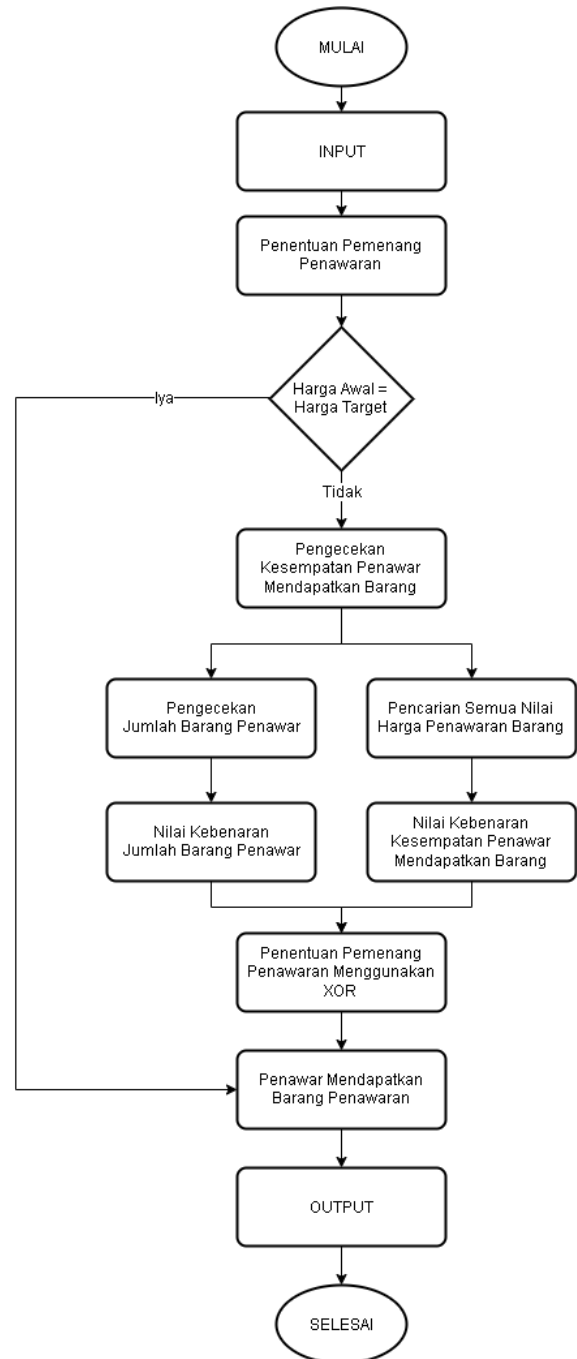 MULAI
INPUT
Penentuan Pemenang
Penawaran
Harga Awal =
Harga Target
Iya
Tidak
Pengecekan
Kesempatan Penawar
Mendapatkan Barang
Pengecekan
Jumlah Barang Penawar
Pencarian Semua Nilai
Harga Penawaran Barang
Nilai Kebenaran
Jumlah Barang Penawar
Nilai Kebenaran
Kesempatan Penawar
Mendapatkan Barang
Penentuan Pemenang
Penawaran Menggunakan
XOR
Penawar Mendapatkan
Barang Penawaran
OUTPUT
SELESAI